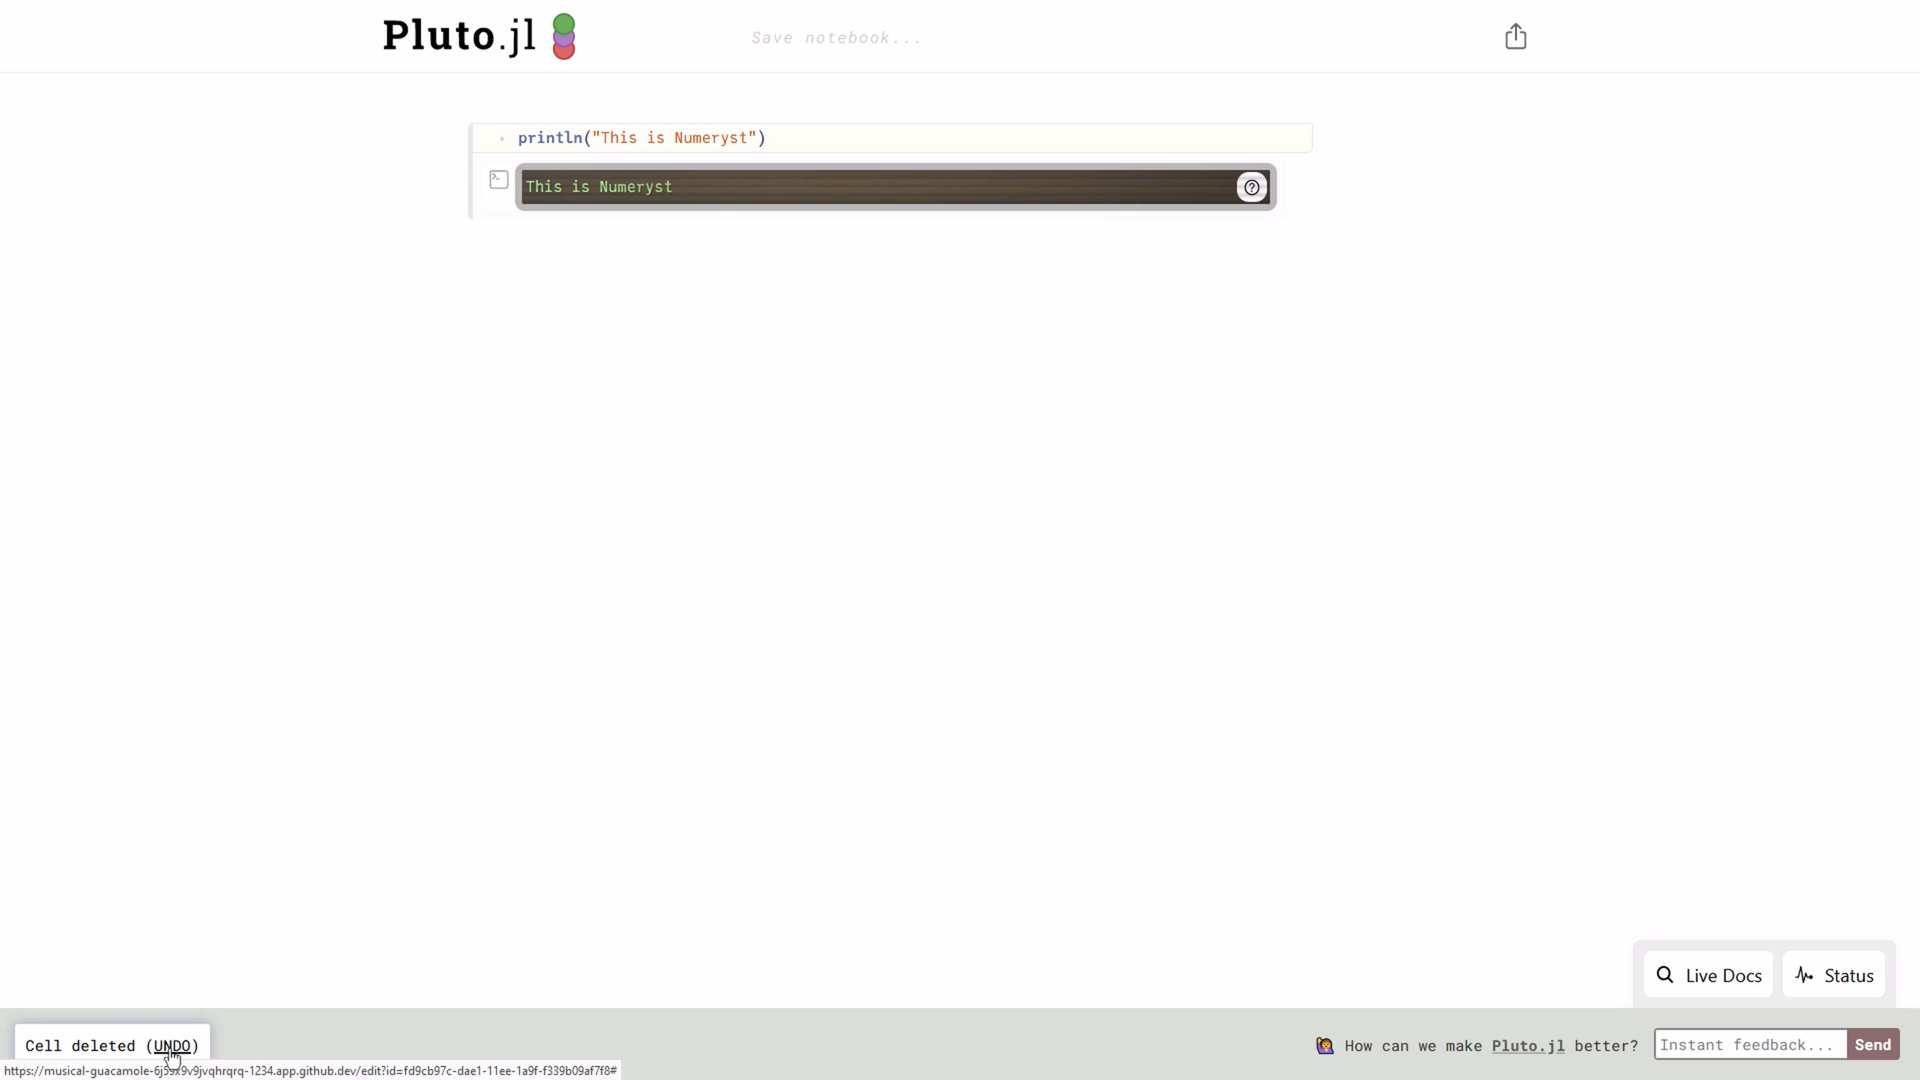 Pluto.jl
Save notebook...
println("This is Numeryst")
This is Numeryst
Live Docs
Status
Cell deleted (UNDO)
How can we make Pluto.jl better?
Instant feedback...
Send